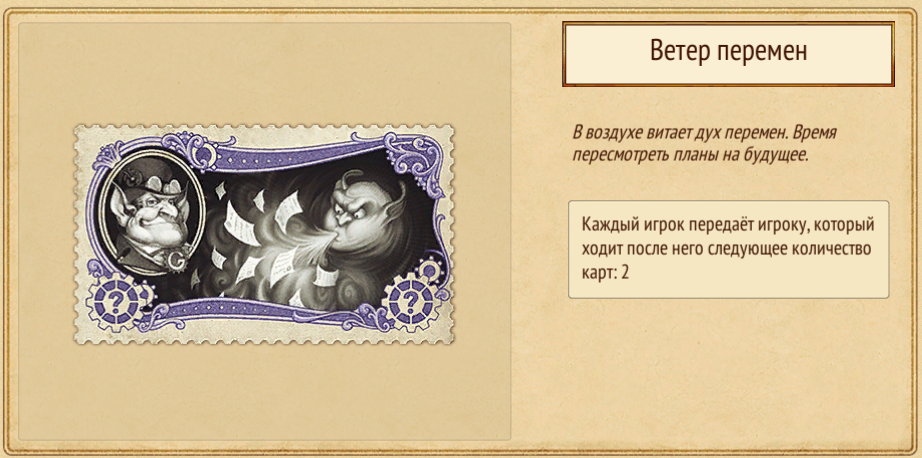 Ветер перемен
В воздухе витает дух перемен. Время
пересмотреть планы на будущее.
Каждый игрок передаёт игроку, который
ходит после него следующее количество
карт: 2
? ?